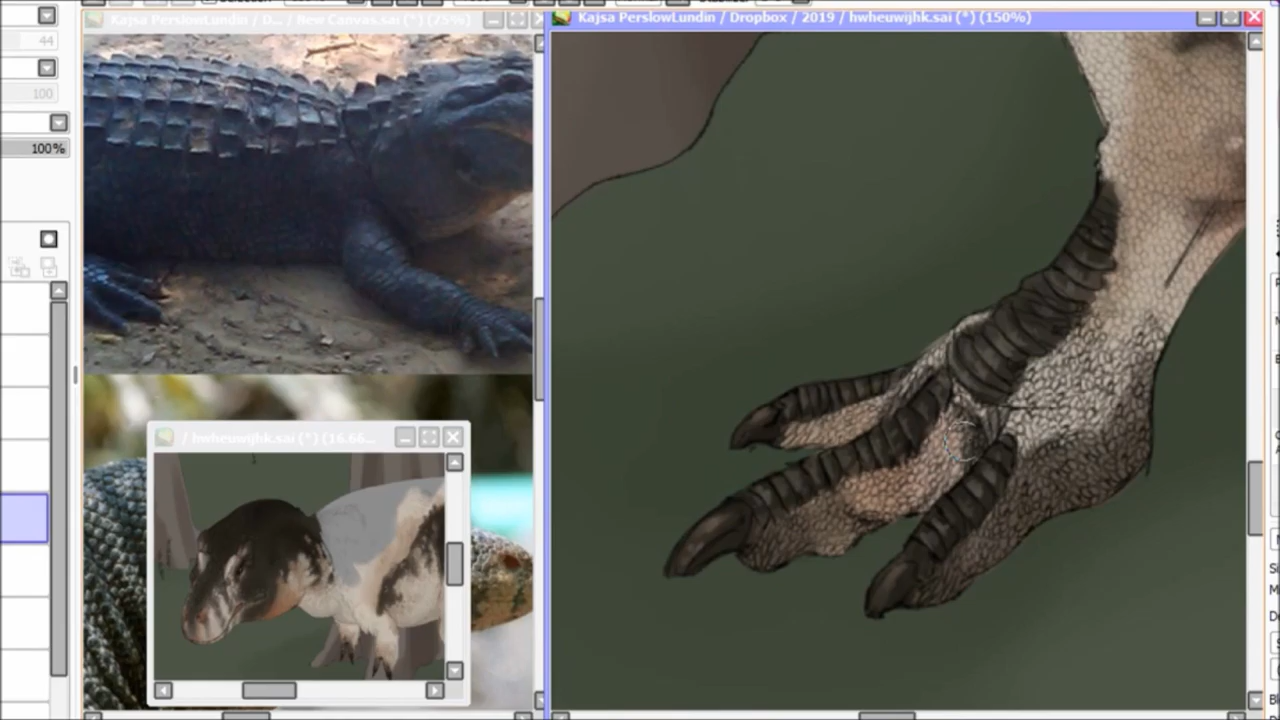 Kajsa PerslowLundin / D... / New Canvas.sai (*) (75%)
Kajsa PerslowLundin / Dropbox / 2019 / hwheuwijhk.sai (*) (150%)
44
100
100%
/ hwheuwijhk.sai (*) (16.66...